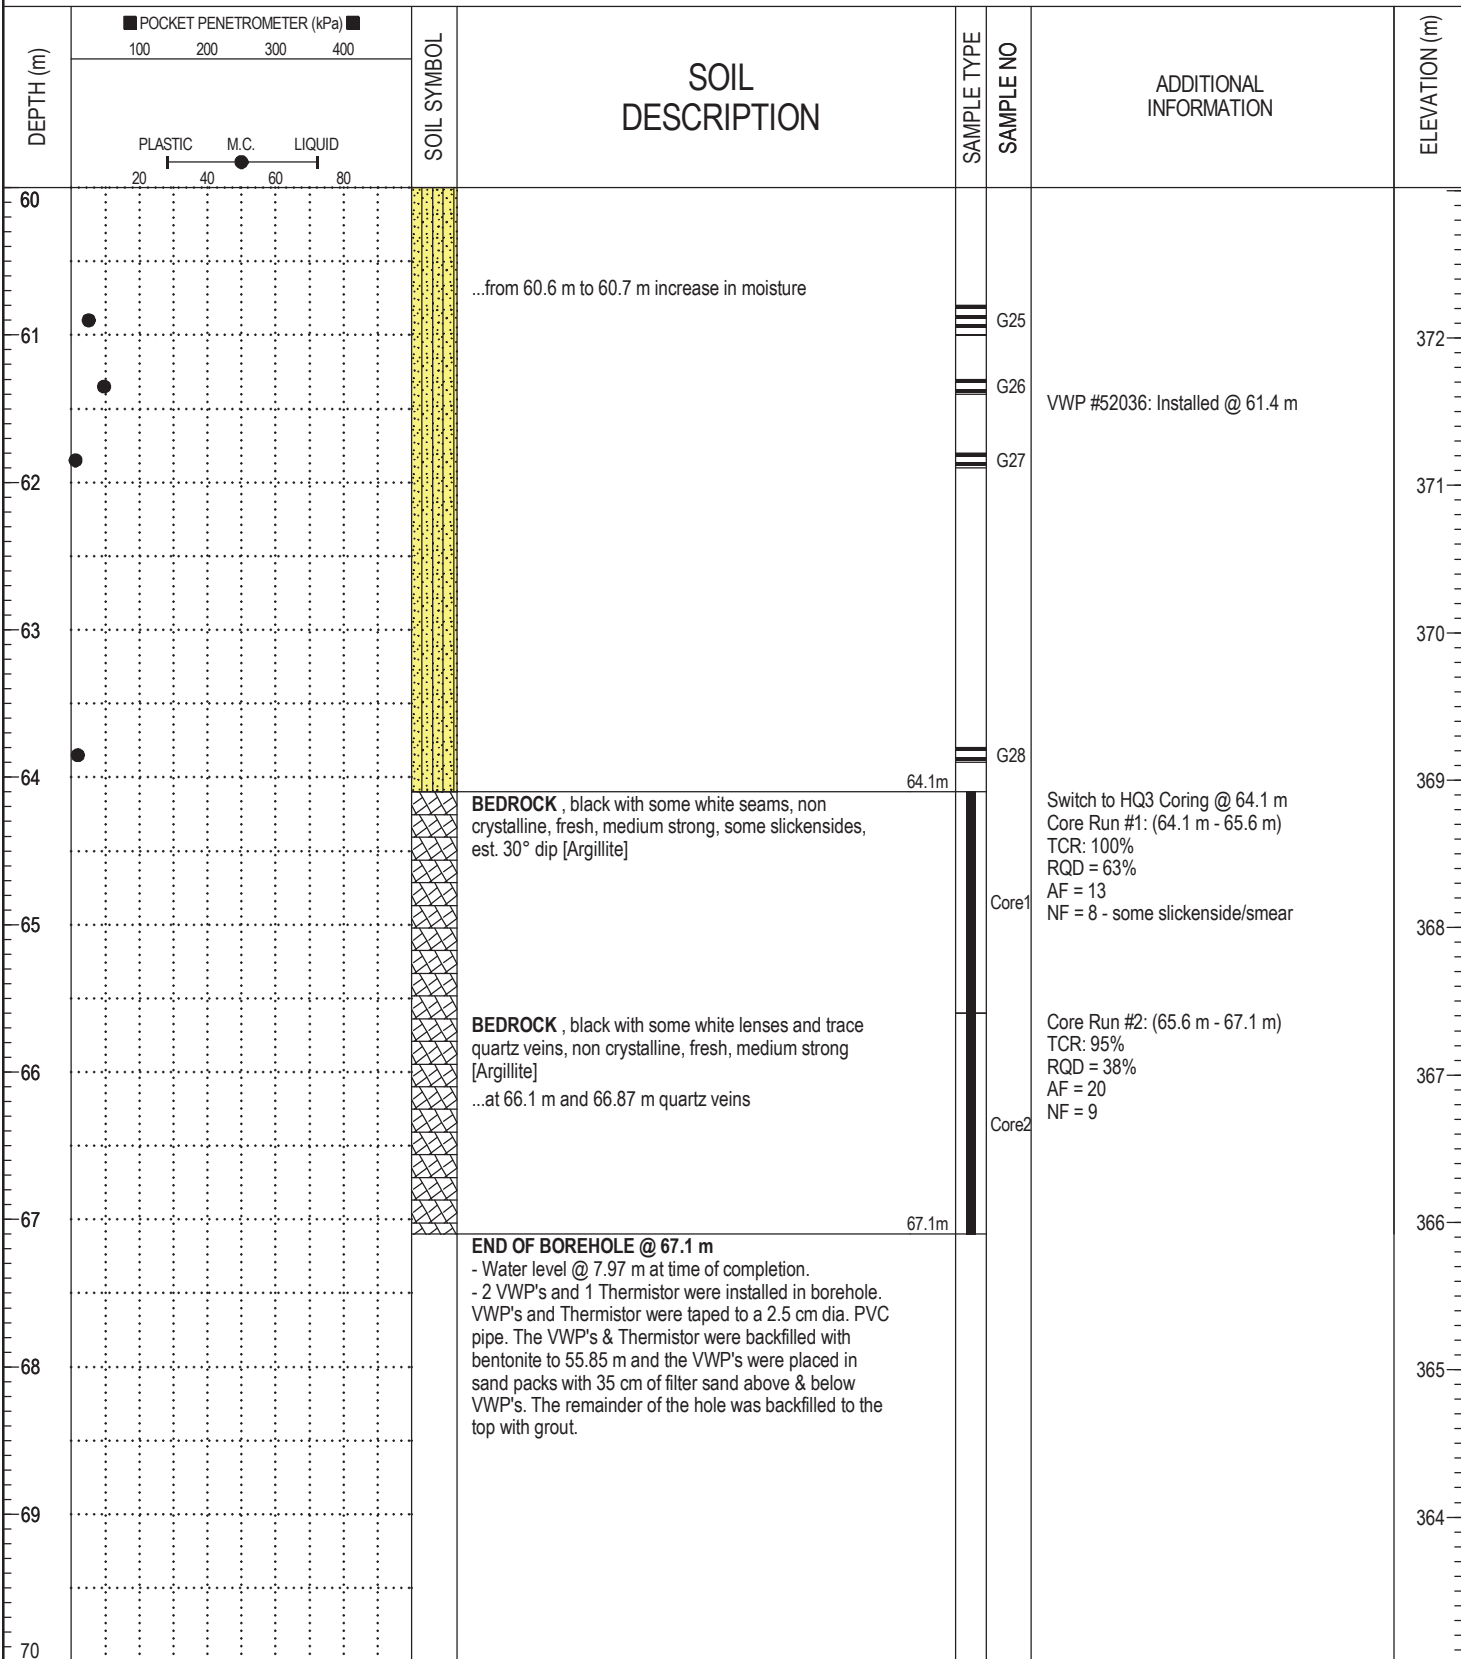 ■ POCKET PENETROMETER (kPa) ■
100 200 300 400
DEPTH (m)
PLASTIC M.C. LIQUID
20 40 60 80
SOIL SYMBOL
SOIL
DESCRIPTION
SAMPLE TYPE
SAMPLE NO
ADDITIONAL
INFORMATION
ELEVATION (m)
60
...from 60.6 m to 60.7 m increase in moisture
G25
61
372
G26
VWP #52036: Installed @ 61.4 m
G27
62
371
63
370
G28
64
64.1m
369
BEDROCK , black with some white seams, non
crystalline, fresh, medium strong, some slickensides,
est. 30° dip [Argillite]
Switch to HQ3 Coring @ 64.1 m
Core Run #1: (64.1 m - 65.6 m)
TCR: 100%
RQD = 63%
AF = 13
NF = 8 - some slickenside/smear
Core1
65
368
BEDROCK , black with some white lenses and trace
quartz veins, non crystalline, fresh, medium strong
[Argillite]
...at 66.1 m and 66.87 m quartz veins
Core Run #2: (65.6 m - 67.1 m)
TCR: 95%
RQD = 38%
AF = 20
NF = 9
66
367
Core2
67
67.1m
366
END OF BOREHOLE @ 67.1 m
- Water level @ 7.97 m at time of completion.
- 2 VWP's and 1 Thermistor were installed in borehole.
VWP's and Thermistor were taped to a 2.5 cm dia. PVC
pipe. The VWP's & Thermistor were backfilled with
bentonite to 55.85 m and the VWP's were placed in
sand packs with 35 cm of filter sand above & below
VWP's. The remainder of the hole was backfilled to the
top with grout.
68
365
69
364
70